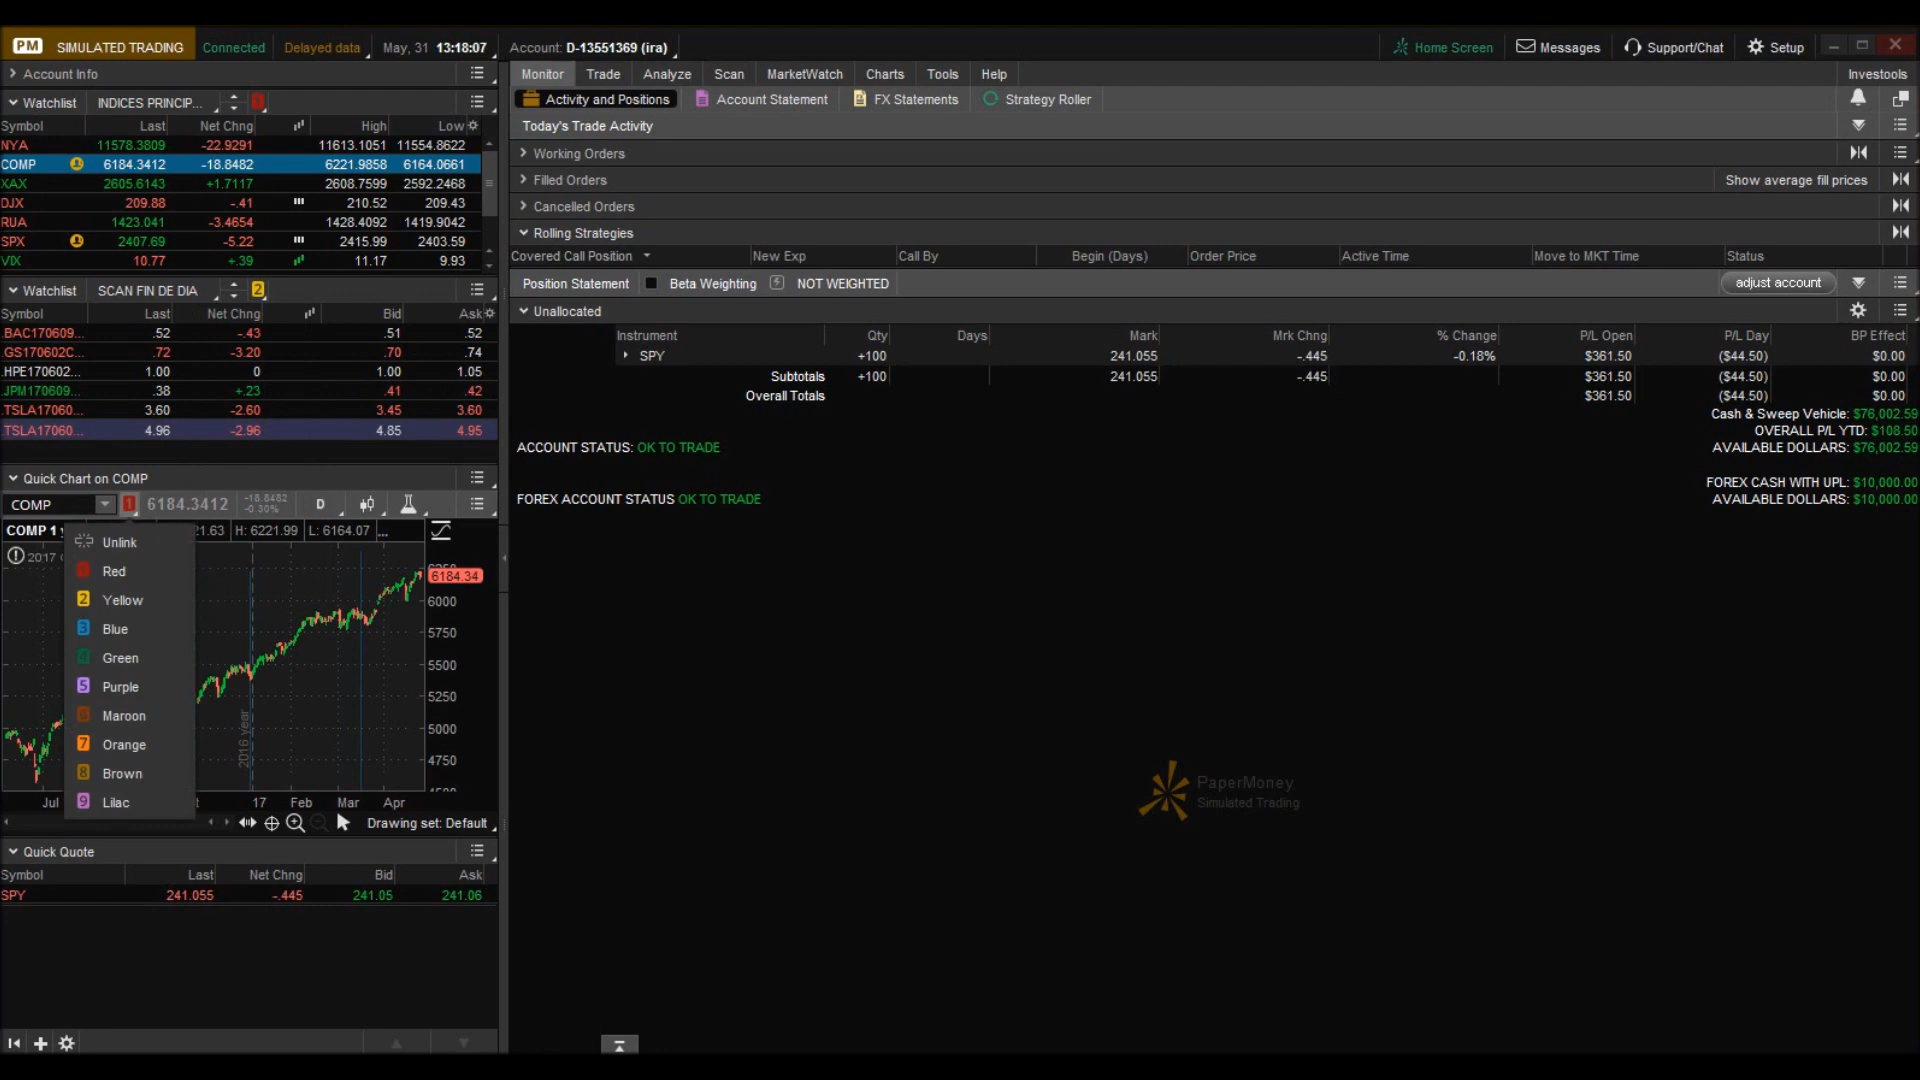 PM SIMULATED TRADING Connected Delayed data May, 31 13:18:07 Account: D-13551369 (ira) Home Screen Messages Support/Chat Setup
Account Info
Monitor Trade Analyze Scan MarketWatch Charts Tools Help Investools
Watchlist INDICES PRINCIP... 1
Activity and Positions Account Statement FX Statements Strategy Roller
Symbol Last Net Chng High Low
NYA 11578.3809 -22.9291 11613.1051 11554.8622
COMP 6184.3412 -18.8482 6221.9858 6164.0661
XAX 2605.6143 +1.7117 2608.7599 2592.2468
DJX 209.88 -.41 210.52 209.43
RUA 1423.041 -3.4654 1428.4092 1419.9042
SPX 2407.69 -5.22 2415.99 2403.59
VIX 10.77 +.39 11.17 9.93
Watchlist SCAN FIN DE DIA 2
Symbol Last Net Chng Bid Ask
.BAC170609... .52 -.43 .51 .52
.GS170602C... .72 -3.20 .70 .74
.HPE170602... 1.00 0 1.00 1.05
.JPM170609... .38 +.23 .41 .42
.TSLA17060... 3.60 -2.60 3.45 3.60
.TSLA17060... 4.96 -2.96 4.85 4.95
Quick Chart on COMP
COMP 1 6184.3412 -18.8482 -0.30% D
COMP 1 21.63 H: 6221.99 L: 6164.07 ...
2017
Unlink
1 Red
2 Yellow
3 Blue
4 Green
5 Purple
6 Maroon
7 Orange
8 Brown
9 Lilac
6184.34
6000
5750
5500
5250
5000
4750
2016 year
Jul 17 Feb Mar Apr
Drawing set: Default
Quick Quote
Symbol Last Net Chng Bid Ask
SPY 241.055 -.445 241.05 241.06
Today's Trade Activity
Working Orders
Filled Orders Show average fill prices
Cancelled Orders
Rolling Strategies
Covered Call Position New Exp Call By Begin (Days) Order Price Active Time Move to MKT Time Status
Position Statement Beta Weighting NOT WEIGHTED adjust account
Unallocated
Instrument Qty Days Mark Mrk Chng % Change P/L Open P/L Day BP Effect
SPY +100 241.055 -.445 -0.18% $361.50 ($44.50) $0.00
Subtotals +100 241.055 -.445 $361.50 ($44.50) $0.00
Overall Totals $361.50 ($44.50) $0.00
Cash & Sweep Vehicle: $76,002.59
OVERALL P/L YTD: $108.50
ACCOUNT STATUS: OK TO TRADE AVAILABLE DOLLARS: $76,002.59
FOREX CASH WITH UPL: $10,000.00
FOREX ACCOUNT STATUS OK TO TRADE AVAILABLE DOLLARS: $10,000.00
PaperMoney
Simulated Trading